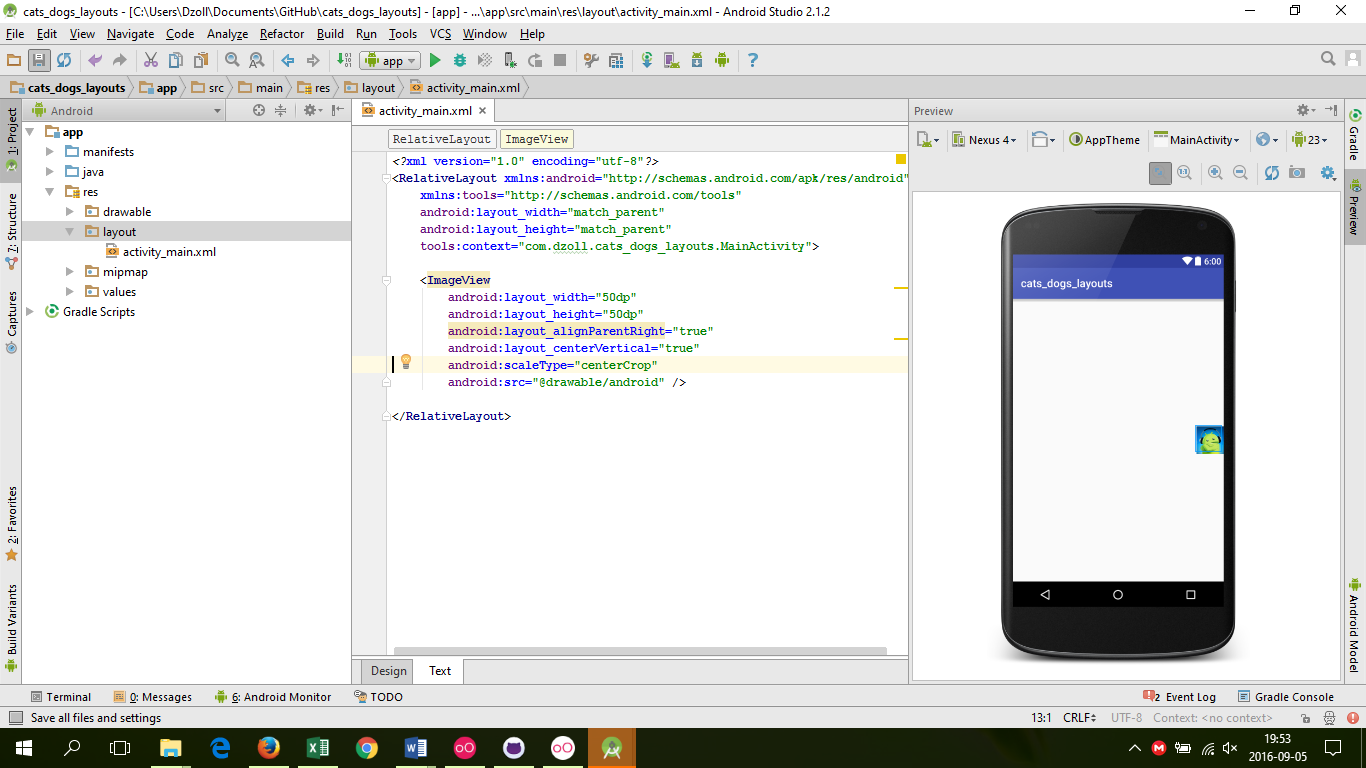 cats_dogs_layouts - [C:\Users\Dzoll\Documents\GitHub\cats_dogs_layouts] - [app] - ...\app\src\main\res\layout\activity_main.xml - Android Studio 2.1.2
File Edit View Navigate Code Analyze Refactor Build Run Tools VCS Window Help
app
cats_dogs_layouts app src main res layout activity_main.xml
1: Project
7: Structure
Captures
2: Favorites
Build Variants
Android
app
manifests
java
res
drawable
layout
activity_main.xml
mipmap
values
Gradle Scripts
activity_main.xml
RelativeLayout ImageView
<?xml version="1.0" encoding="utf-8"?>
<RelativeLayout xmlns:android="http://schemas.android.com/apk/res/android"
xmlns:tools="http://schemas.android.com/tools"
android:layout_width="match_parent"
android:layout_height="match_parent"
tools:context="com.dzoll.cats_dogs_layouts.MainActivity">
<ImageView
android:layout_width="50dp"
android:layout_height="50dp"
android:layout_alignParentRight="true"
android:layout_centerVertical="true"
android:scaleType="centerCrop"
android:src="@drawable/android" />
</RelativeLayout>
Design Text
Preview
Nexus 4 AppTheme MainActivity 23
6:00
cats_dogs_layouts
Gradle
Preview
Android Model
Terminal 0: Messages 6: Android Monitor TODO 2 Event Log Gradle Console
Save all files and settings 13:1 CRLF UTF-8 Context: <no context>
19:53
2016-09-05